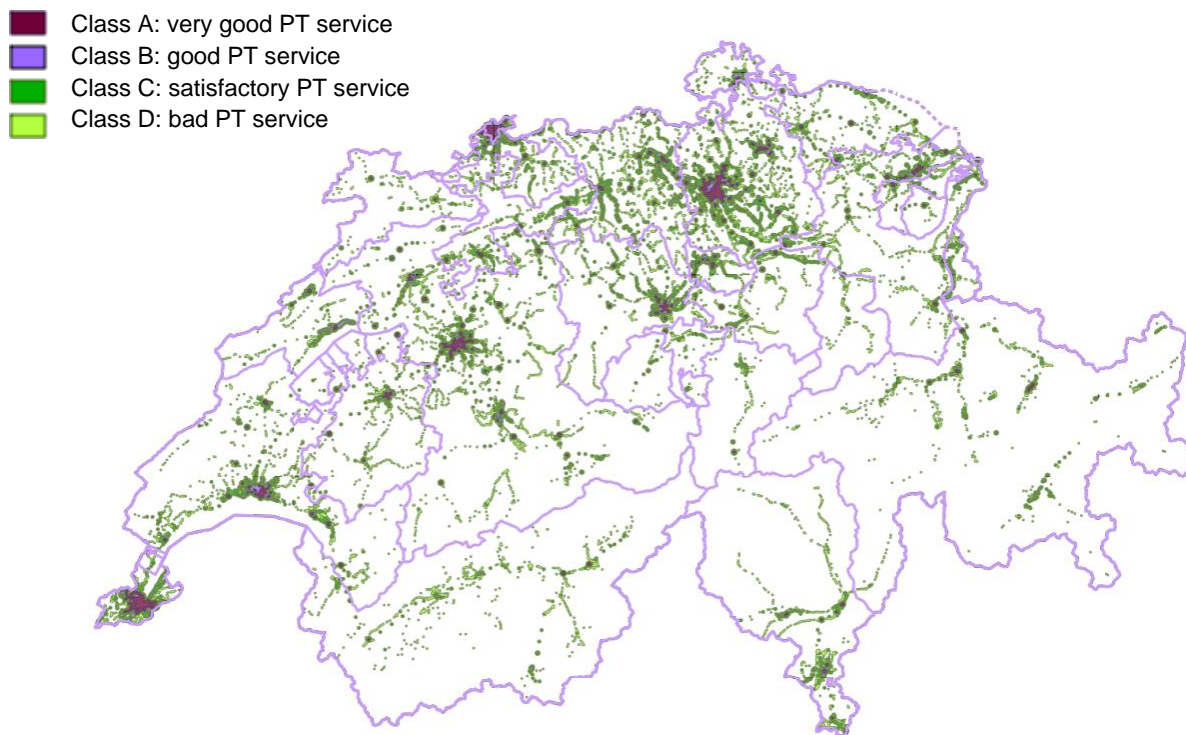 Class A: very good PT service
Class B: good PT service
Class C: satisfactory PT service
Class D: bad PT service